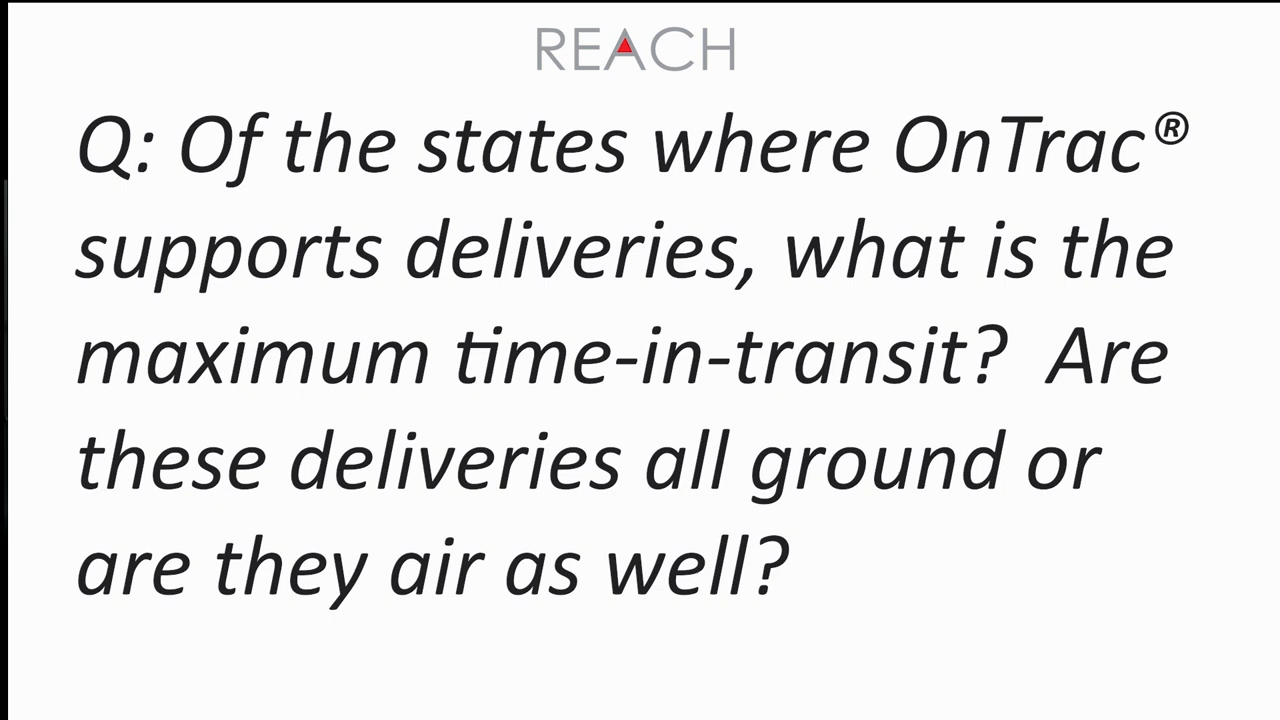 REACH
Q: Of the states where OnTrac®
supports deliveries, what is the
maximum time-in-transit?  Are
these deliveries all ground or
are they air as well?